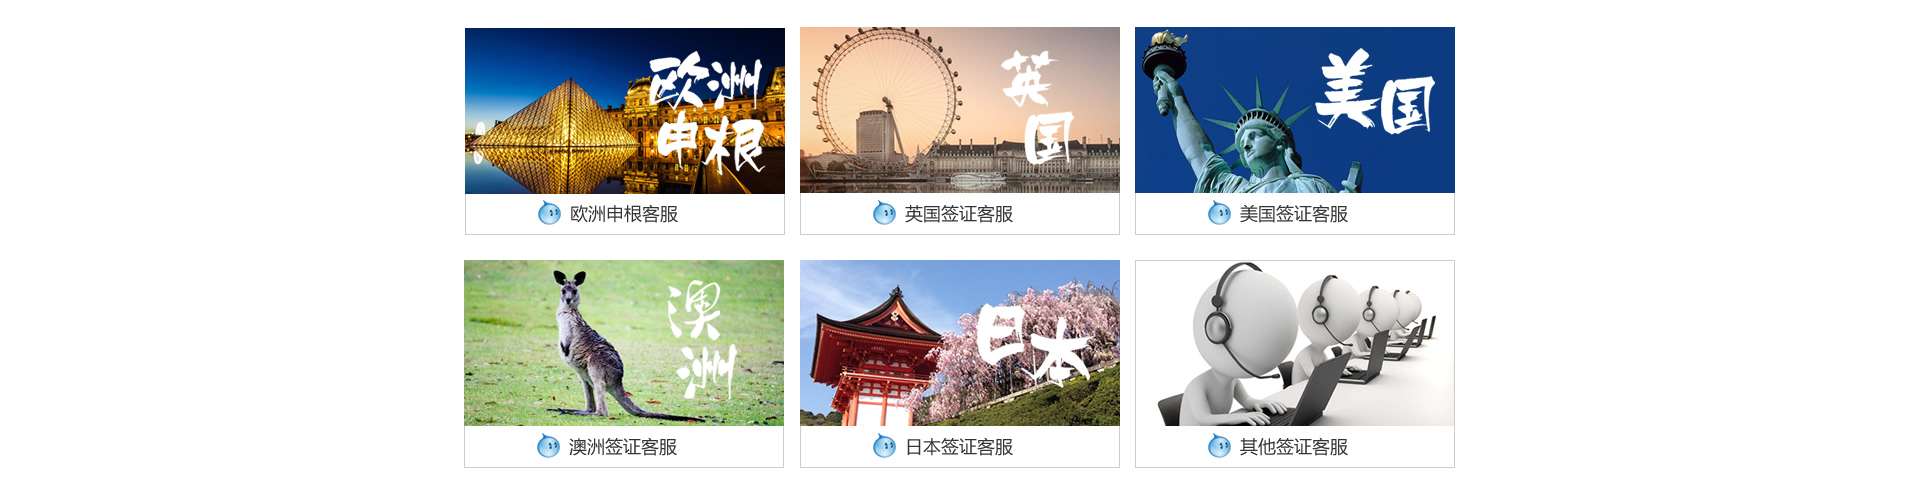 欧洲
申根
英
国
美国
欧洲申根客服
英国签证客服
美国签证客服
澳
洲
日本
澳洲签证客服
日本签证客服
其他签证客服